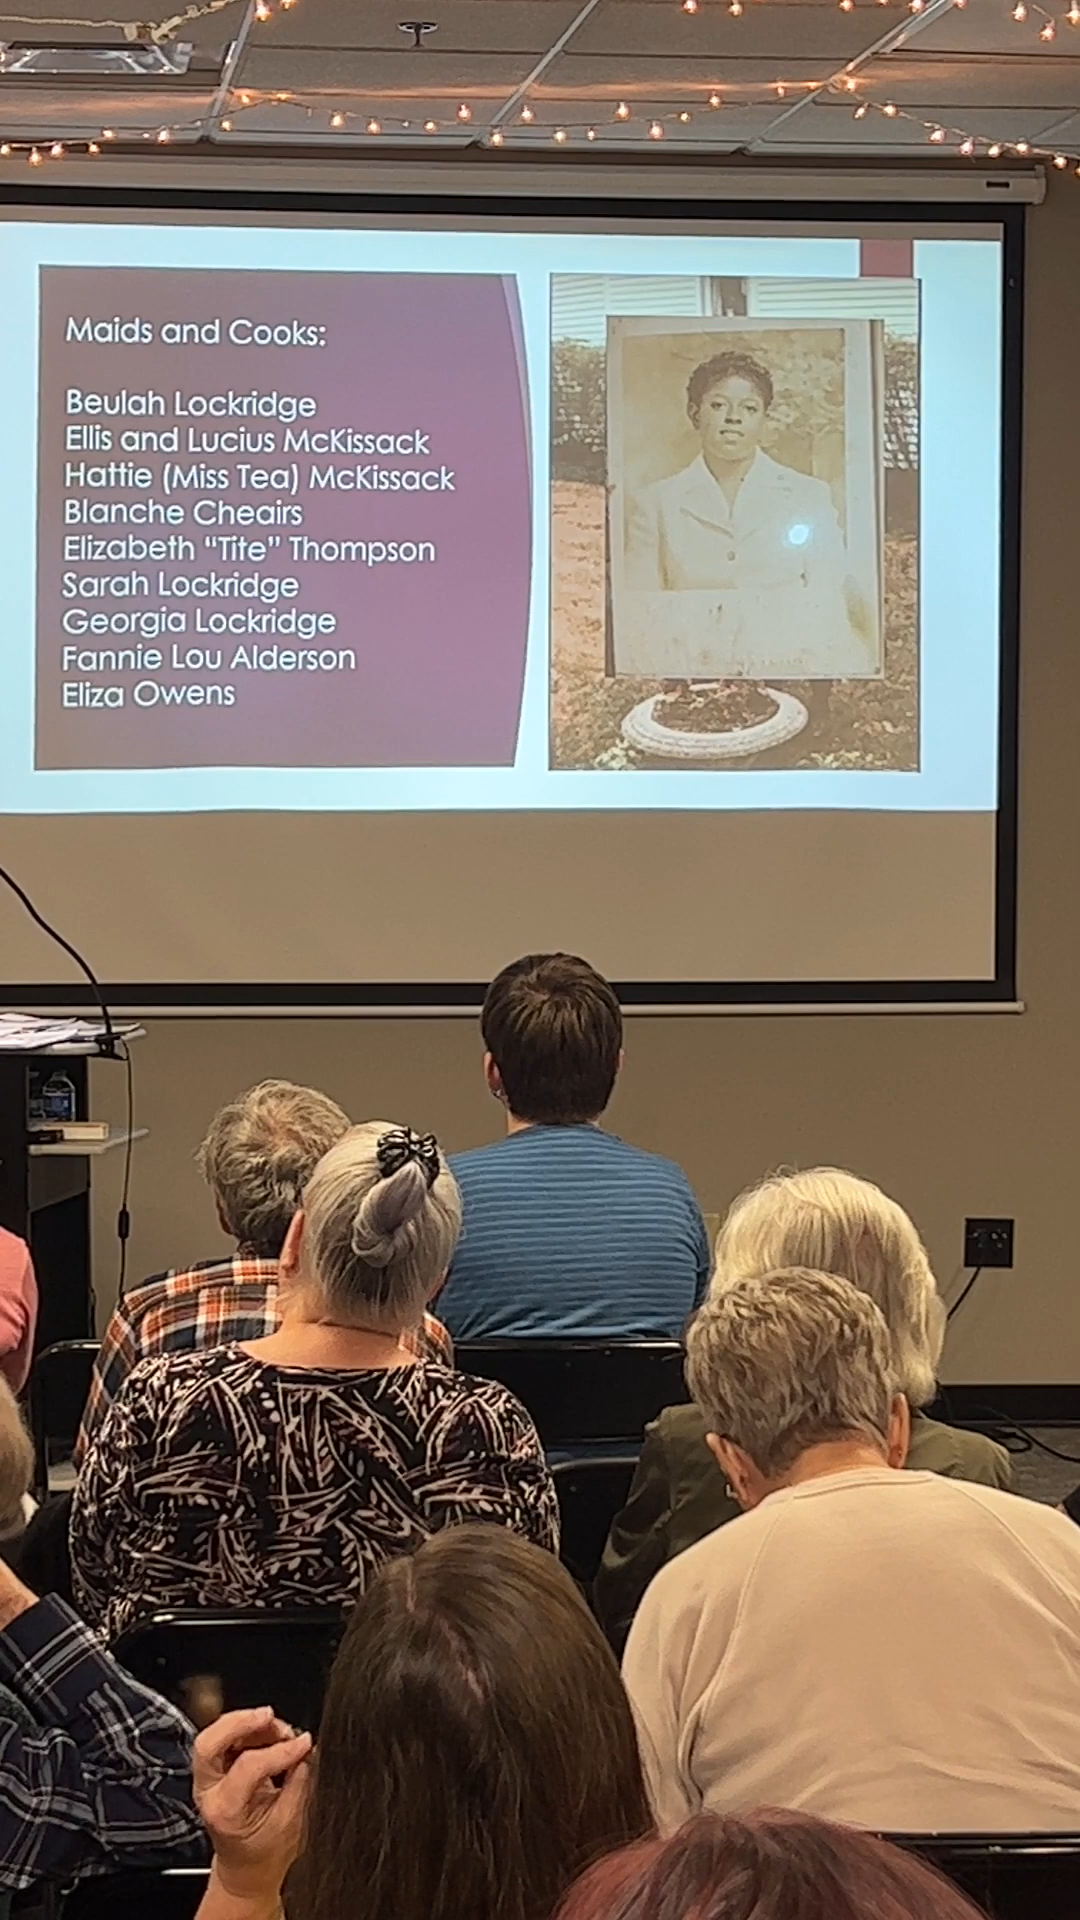 Maids and Cooks:
Beulah Lockridge
Ellis and Lucius McKissack
Hattie (Miss Tea) McKissack
Blanche Cheairs
Elizabeth “Tite” Thompson
Sarah Lockridge
Georgia Lockridge
Fannie Lou Alderson
Eliza Owens